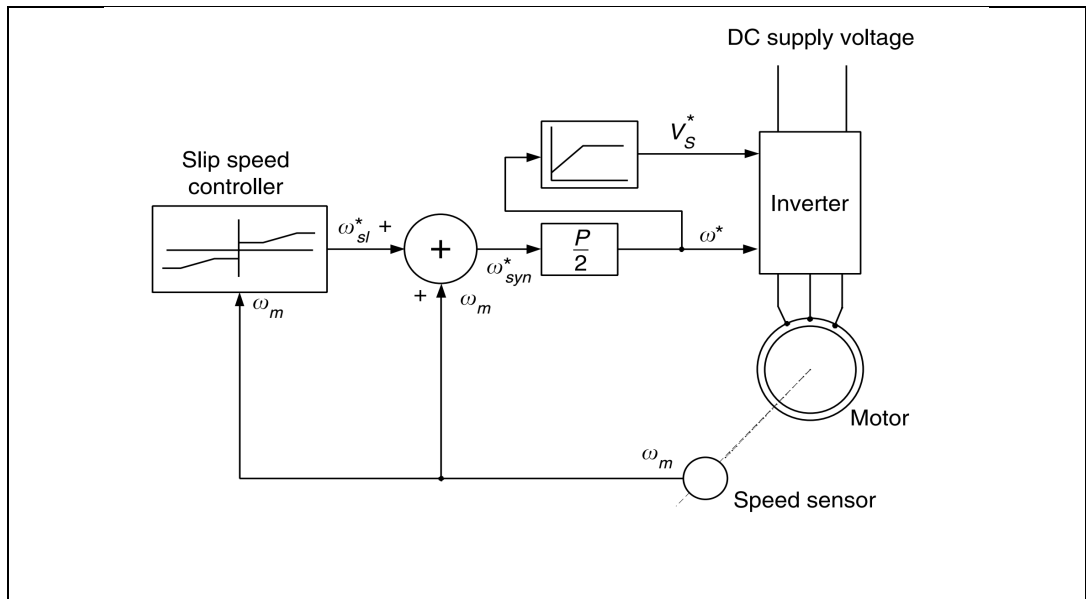 DC supply voltage
V*S
Slip speed
controller
Inverter
ω*sl +
+
ω*syn
P
2
ω*
ωm
+ ωm
Motor
ωm
Speed sensor